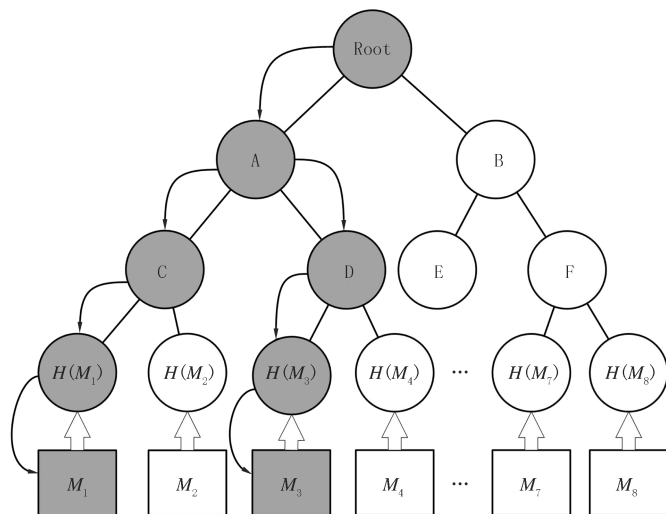 Root
A B
C D E F
H(M₁) H(M₂) H(M₃) H(M₄) ··· H(M₇) H(M₈)
M₁ M₂ M₃ M₄ ··· M₇ M₈